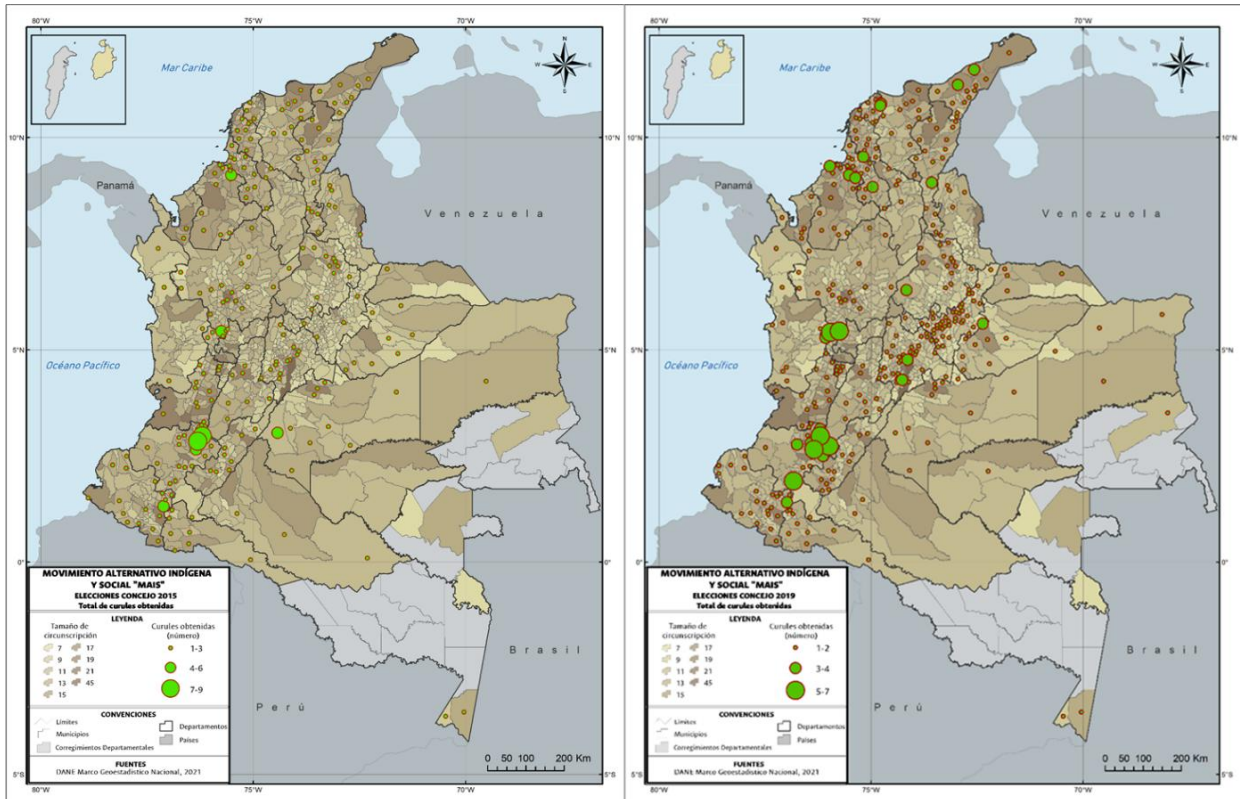 80°W
75°W
70°W
Mar Caribe
N
W
E
S
10°N
Panamá
Venezuela
5°N
Océano Pacífico
0°
MOVIMIENTO ALTERNATIVO INDÍGENA
Y SOCIAL "MAIS"
ELECCIONES CONCEJO 2015
Total de curules obtenidas
LEYENDA
Tamaño de
circunscripción
7
9
11
13
15
17
19
21
45
Curules obtenidas
(número)
1-3
4-6
7-9
CONVENCIONES
Límites
Municipios
Corregimientos Departamentales
Departamentos
Países
FUENTES
DANE Marco Geoestadístico Nacional, 2021
Brasil
Perú
0 50 100 200 Km
5°S
80°W
75°W
70°W
80°W
75°W
70°W
Mar Caribe
N
W
E
S
10°N
Panamá
Venezuela
5°N
Océano Pacífico
0°
MOVIMIENTO ALTERNATIVO INDÍGENA
Y SOCIAL "MAIS"
ELECCIONES CONCEJO 2019
Total de curules obtenidas
LEYENDA
Tamaño de
circunscripción
7
9
11
13
15
17
19
21
45
Curules obtenidas
(número)
1-2
3-4
5-7
CONVENCIONES
Límites
Municipios
Corregimientos Departamentales
Departamentos
Países
FUENTES
DANE Marco Geoestadístico Nacional, 2021
Brasil
Perú
0 50 100 200 Km
5°S
80°W
75°W
70°W